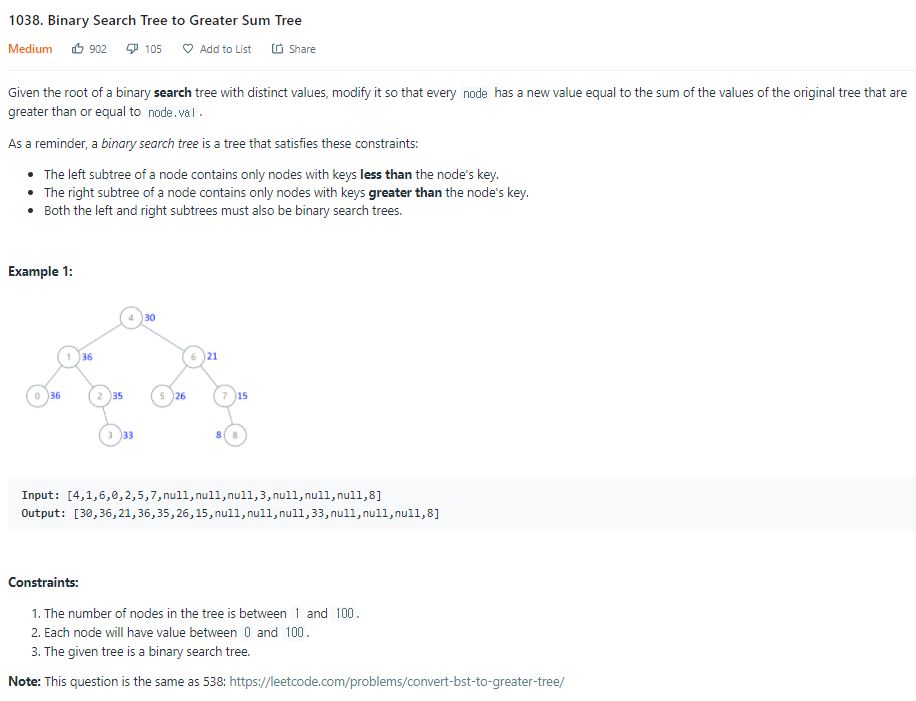 1038. Binary Search Tree to Greater Sum Tree
Medium 902 105 Add to List Share
Given the root of a binary search tree with distinct values, modify it so that every node has a new value equal to the sum of the values of the original tree that are
greater than or equal to node.val.
As a reminder, a binary search tree is a tree that satisfies these constraints:
• The left subtree of a node contains only nodes with keys less than the node's key.
• The right subtree of a node contains only nodes with keys greater than the node's key.
• Both the left and right subtrees must also be binary search trees.
Example 1:
4 30
1 36 6 21
0 36 2 35 5 26 7 15
3 33 8 8
Input: [4,1,6,0,2,5,7,null,null,null,3,null,null,null,8]
Output: [30,36,21,36,35,26,15,null,null,null,33,null,null,null,8]
Constraints:
1. The number of nodes in the tree is between 1 and 100.
2. Each node will have value between 0 and 100.
3. The given tree is a binary search tree.
Note: This question is the same as 538: https://leetcode.com/problems/convert-bst-to-greater-tree/